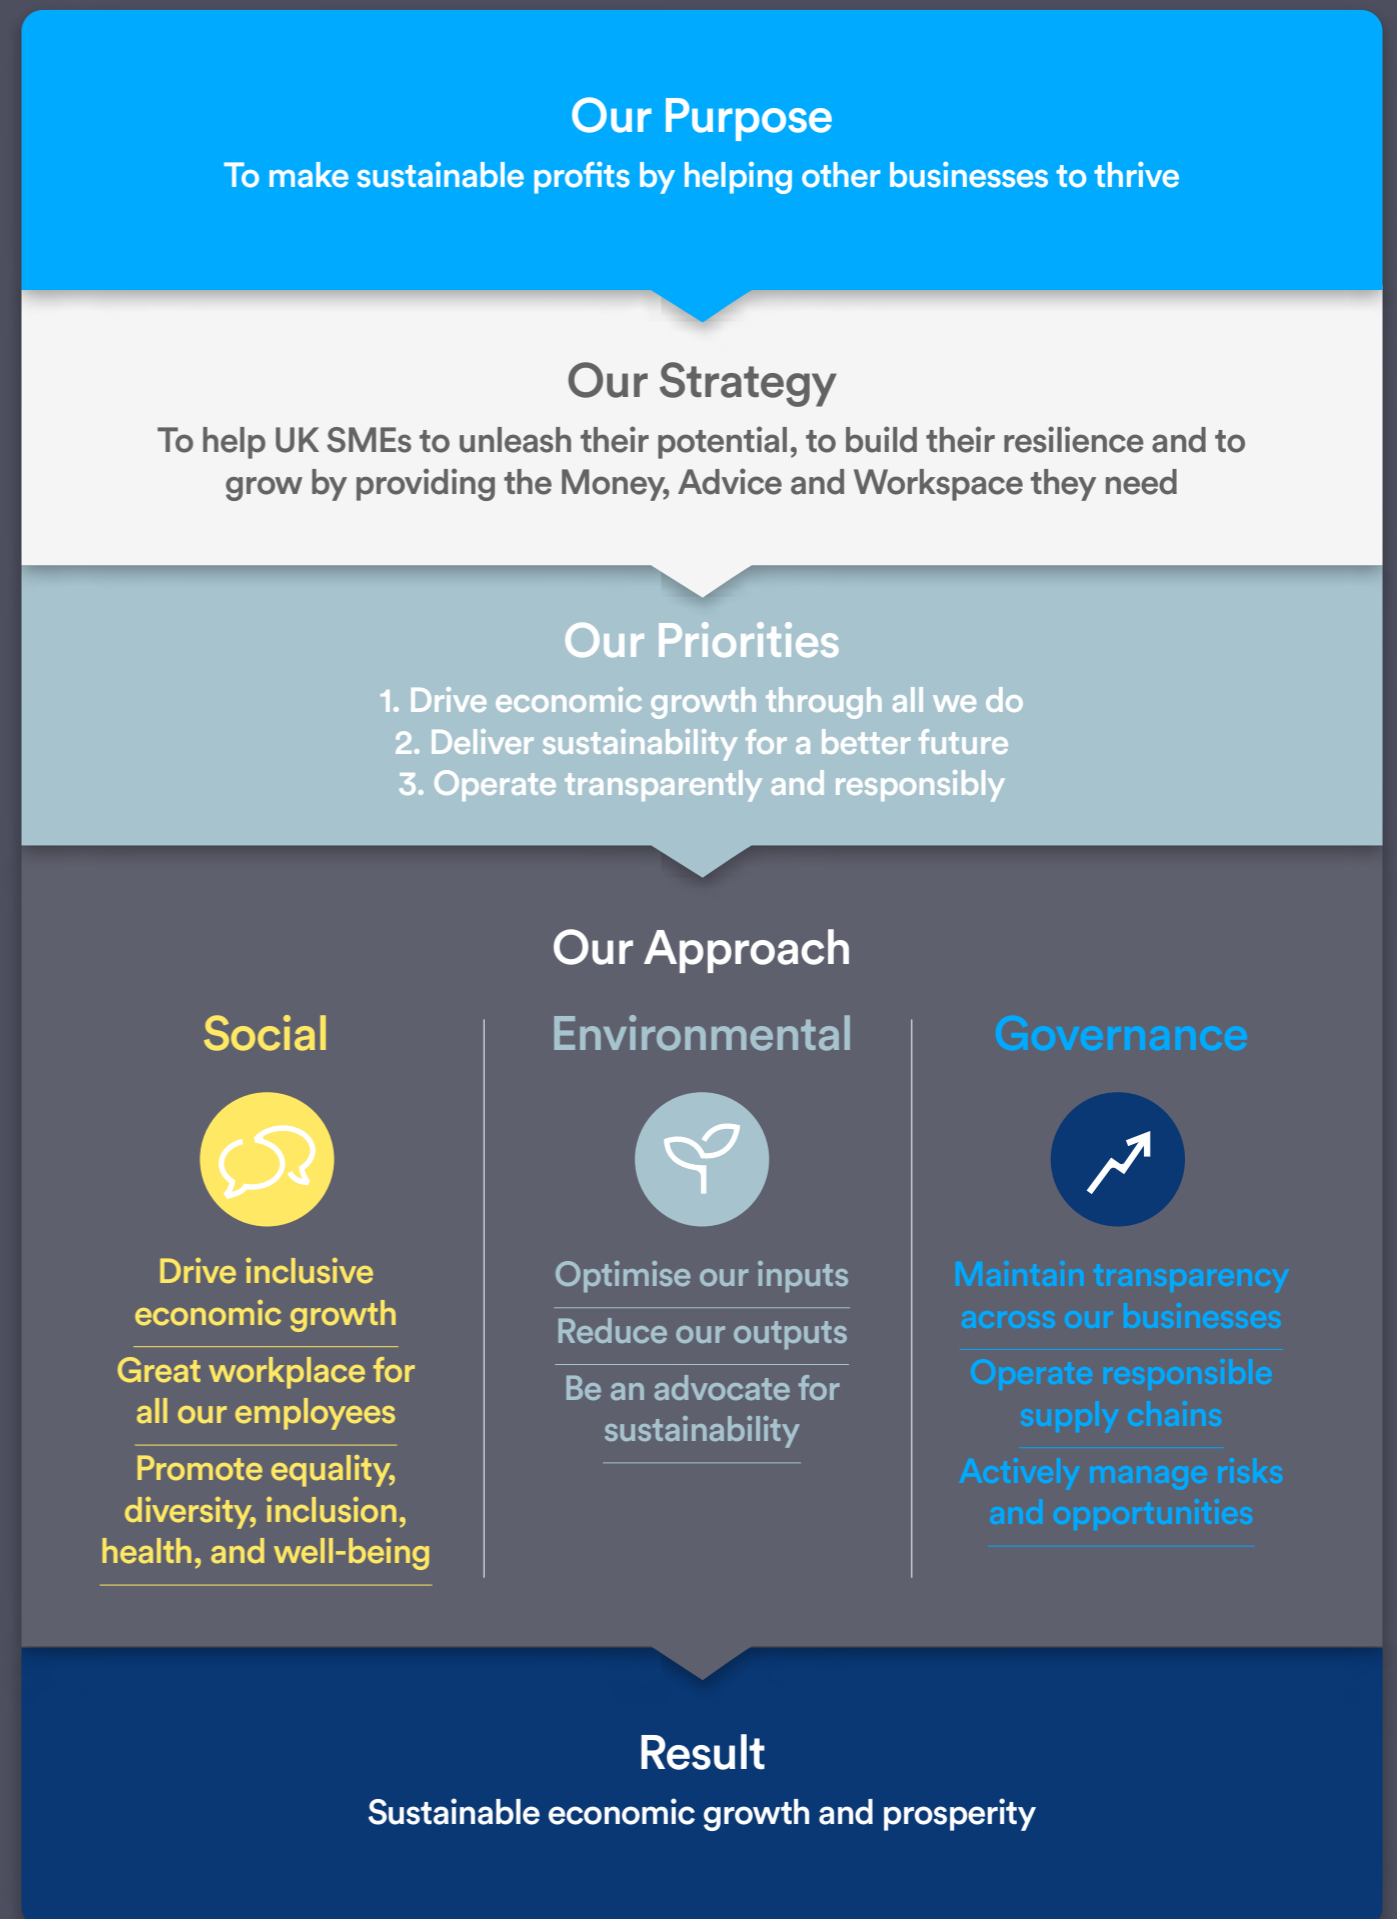 Our Purpose
To make sustainable profits by helping other businesses to thrive
Our Strategy
To help UK SMEs to unleash their potential, to build their resilience and to
grow by providing the Money, Advice and Workspace they need
Our Priorities
1. Drive economic growth through all we do
2. Deliver sustainability for a better future
3. Operate transparently and responsibly
Our Approach
Social
Drive inclusive
economic growth
Great workplace for
all our employees
Promote equality,
diversity, inclusion,
health, and well-being
Environmental
Optimise our inputs
Reduce our outputs
Be an advocate for
sustainability
Governance
Maintain transparency
across our businesses
Operate responsible
supply chains
Actively manage risks
and opportunities
Result
Sustainable economic growth and prosperity